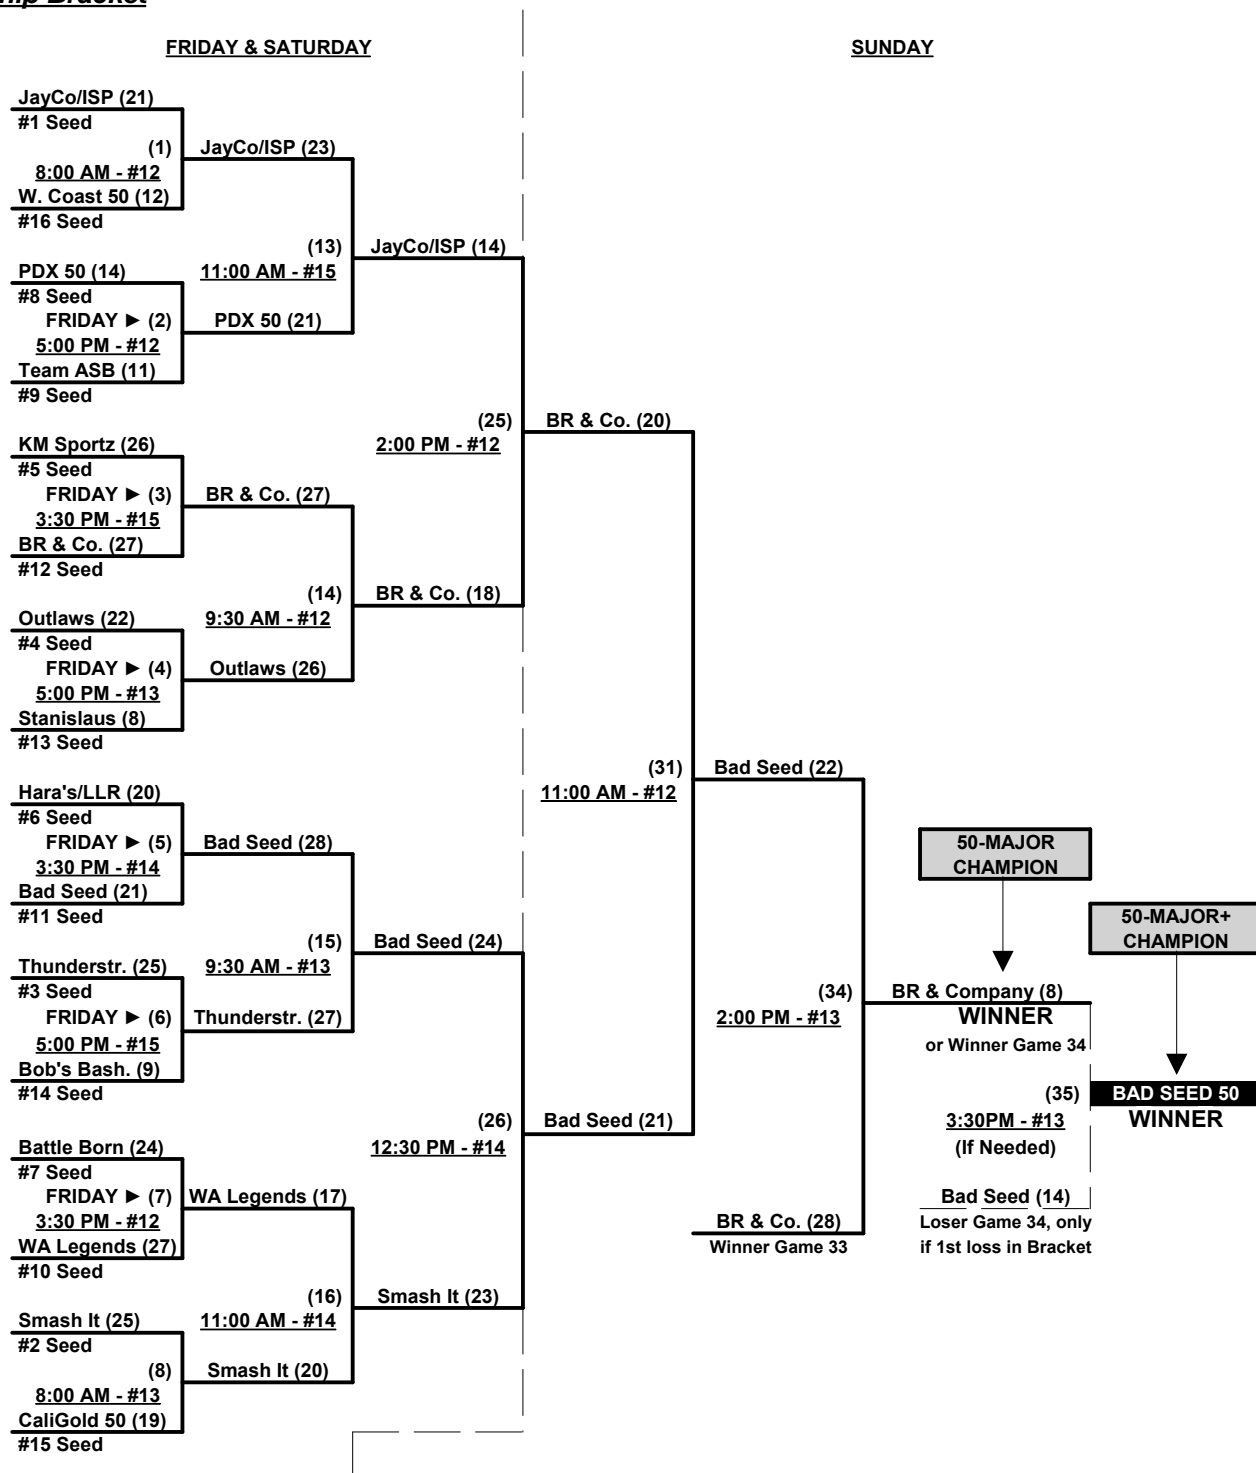 hip Bracket
FRIDAY & SATURDAY
SUNDAY
JayCo/ISP (21)
#1 Seed
(1)
8:00 AM - #12
W. Coast 50 (12)
#16 Seed
JayCo/ISP (23)
(13)
11:00 AM - #15
PDX 50 (14)
#8 Seed
FRIDAY ► (2)
5:00 PM - #12
Team ASB (11)
#9 Seed
PDX 50 (21)
JayCo/ISP (14)
(25)
2:00 PM - #12
KM Sportz (26)
#5 Seed
FRIDAY ► (3)
3:30 PM - #15
BR & Co. (27)
#12 Seed
BR & Co. (27)
(14)
9:30 AM - #12
Outlaws (22)
#4 Seed
FRIDAY ► (4)
5:00 PM - #13
Stanislaus (8)
#13 Seed
Outlaws (26)
BR & Co. (18)
BR & Co. (20)
(31)
11:00 AM - #12
Hara's/LLR (20)
#6 Seed
FRIDAY ► (5)
3:30 PM - #14
Bad Seed (21)
#11 Seed
Bad Seed (28)
(15)
9:30 AM - #13
Thunderstr. (25)
#3 Seed
FRIDAY ► (6)
5:00 PM - #15
Bob's Bash. (9)
#14 Seed
Thunderstr. (27)
Bad Seed (24)
(26)
12:30 PM - #14
Battle Born (24)
#7 Seed
FRIDAY ► (7)
3:30 PM - #12
WA Legends (27)
#10 Seed
WA Legends (17)
(16)
11:00 AM - #14
Smash It (25)
#2 Seed
(8)
8:00 AM - #13
CaliGold 50 (19)
#15 Seed
Smash It (20)
Smash It (23)
Bad Seed (21)
Bad Seed (22)
(34)
2:00 PM - #13
BR & Co. (28)
Winner Game 33
50-MAJOR
CHAMPION
BR & Company (8)
WINNER
or Winner Game 34
(35)
3:30PM - #13
(If Needed)
Bad Seed (14)
Loser Game 34, only
if 1st loss in Bracket
50-MAJOR+
CHAMPION
BAD SEED 50
WINNER